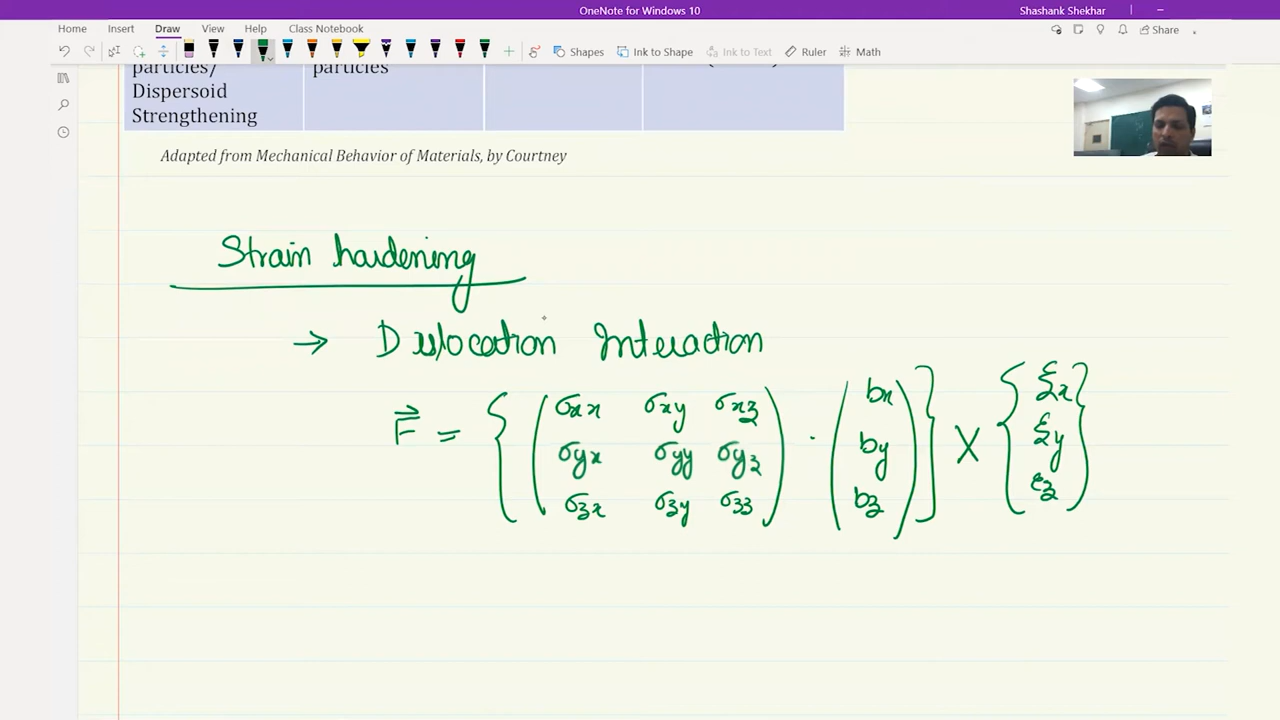 OneNote for Windows 10
Shashank Shekhar
Home Insert Draw View Help Class Notebook
Share
Shapes Ink to Shape Ink to Text Ruler Math
particles/ particles
Dispersoid
Strengthening
Adapted from Mechanical Behavior of Materials, by Courtney
Strain hardening
→ Dislocation Interaction
F⃗ = { ( σxx σxy σxz ) · ( bx ) } X { ξx }
σyx σyy σyz by ξy
σzx σzy σzz bz ξz